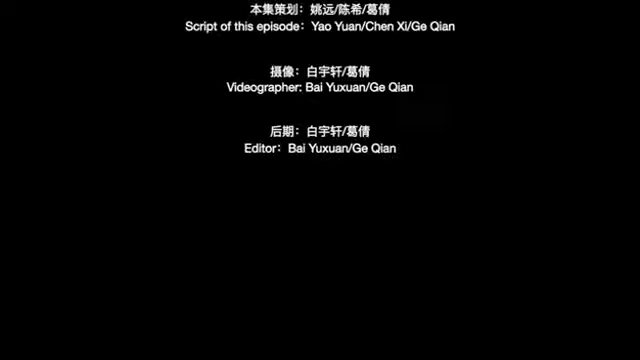 本集策划：姚远/陈希/葛倩
Script of this episode：Yao Yuan/Chen Xi/Ge Qian
摄像：白宇轩/葛倩
Videographer: Bai Yuxuan/Ge Qian
后期：白宇轩/葛倩
Editor：Bai Yuxuan/Ge Qian